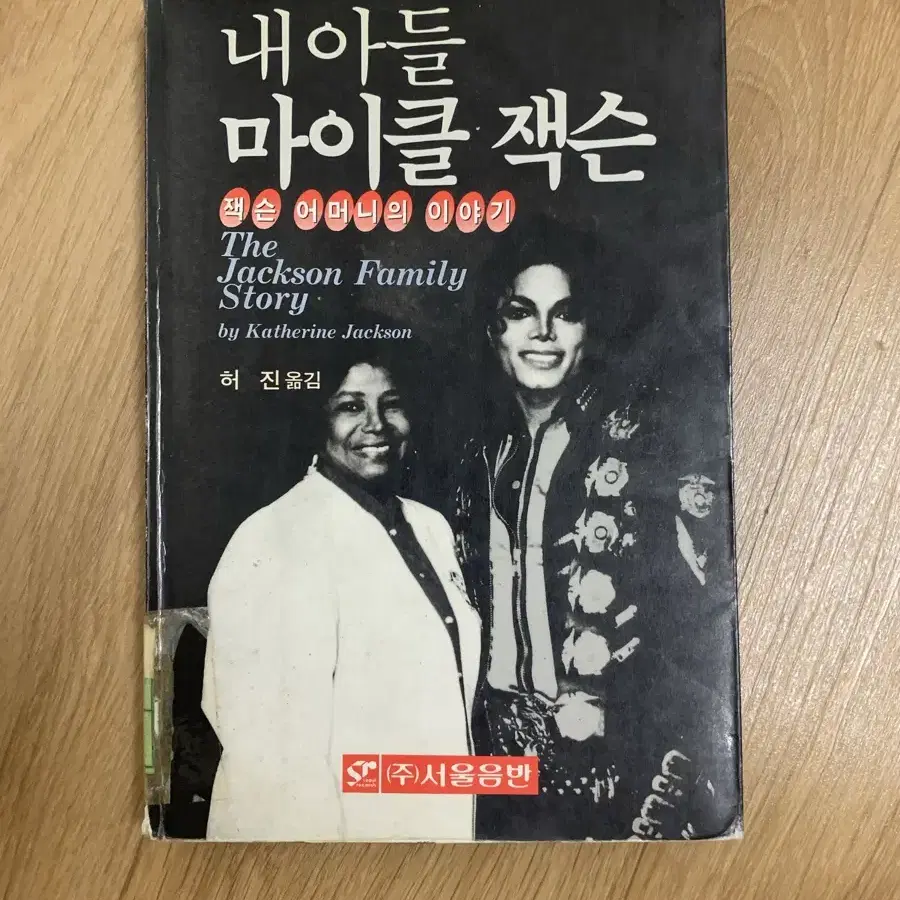 내아들
마이클 잭슨
잭슨 어머니의 이야기
The
Jackson Family
Story
by Katherine Jackson
허 진 옮김
(주)서울음반